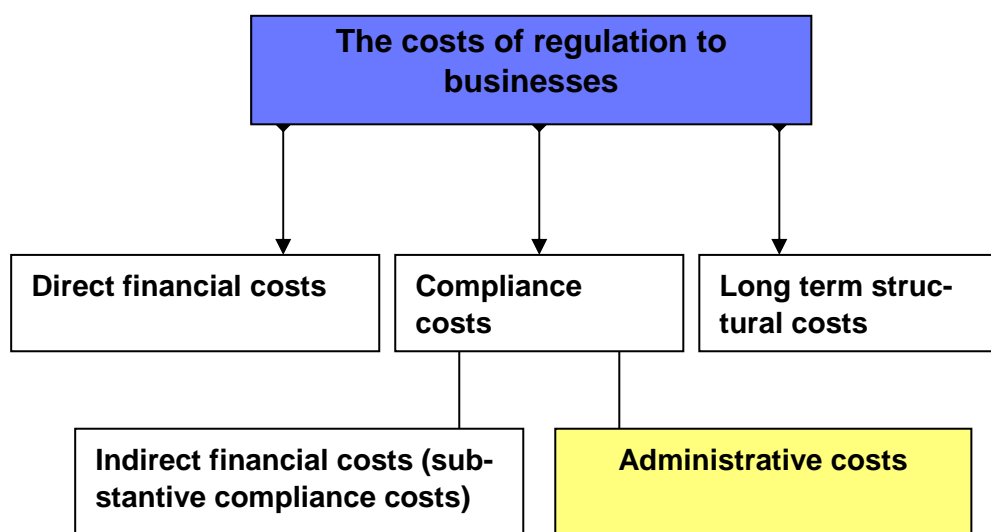 The costs of regulation to
businesses
Direct financial costs
Compliance
costs
Long term struc-
tural costs
Indirect financial costs (sub-
stantive compliance costs)
Administrative costs